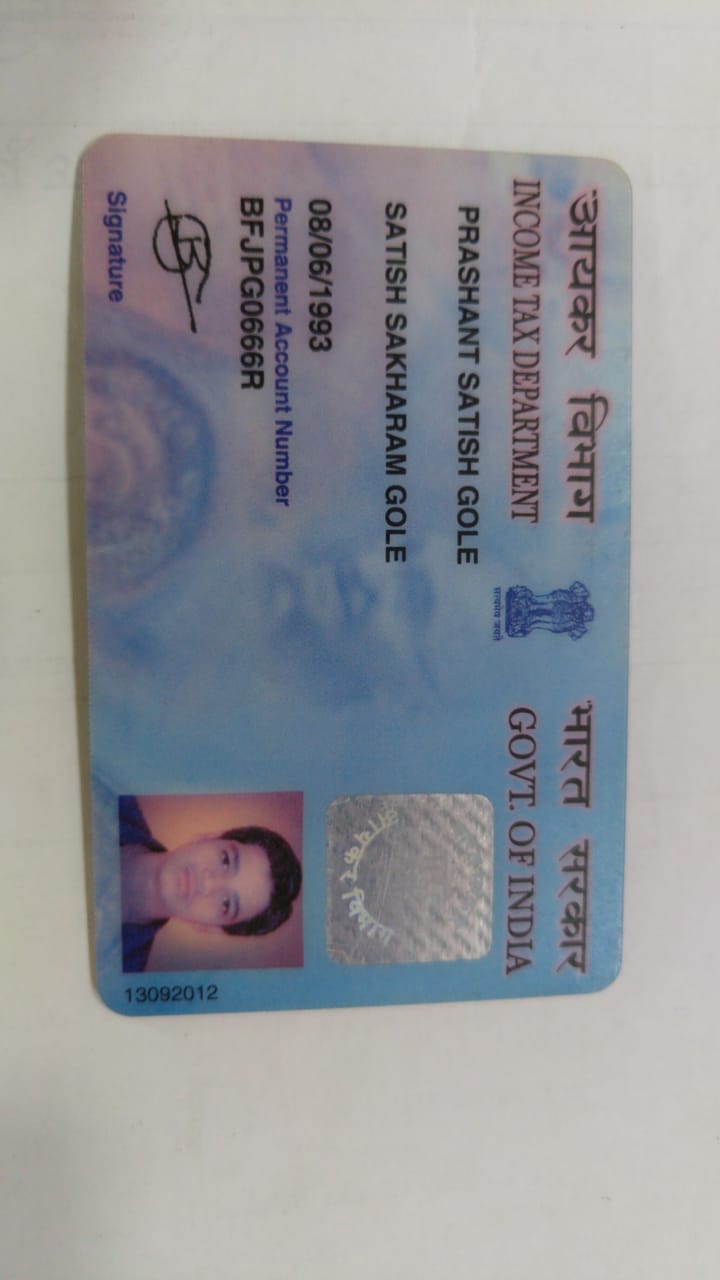 आयकर विभाग
INCOME TAX DEPARTMENT
सत्यमेव जयते
भारत सरकार
GOVT. OF INDIA
PRASHANT SATISH GOLE
SATISH SAKHARAM GOLE
08/06/1993
Permanent Account Number
BFJPG0666R
Signature
आयकर विभाग
13092012